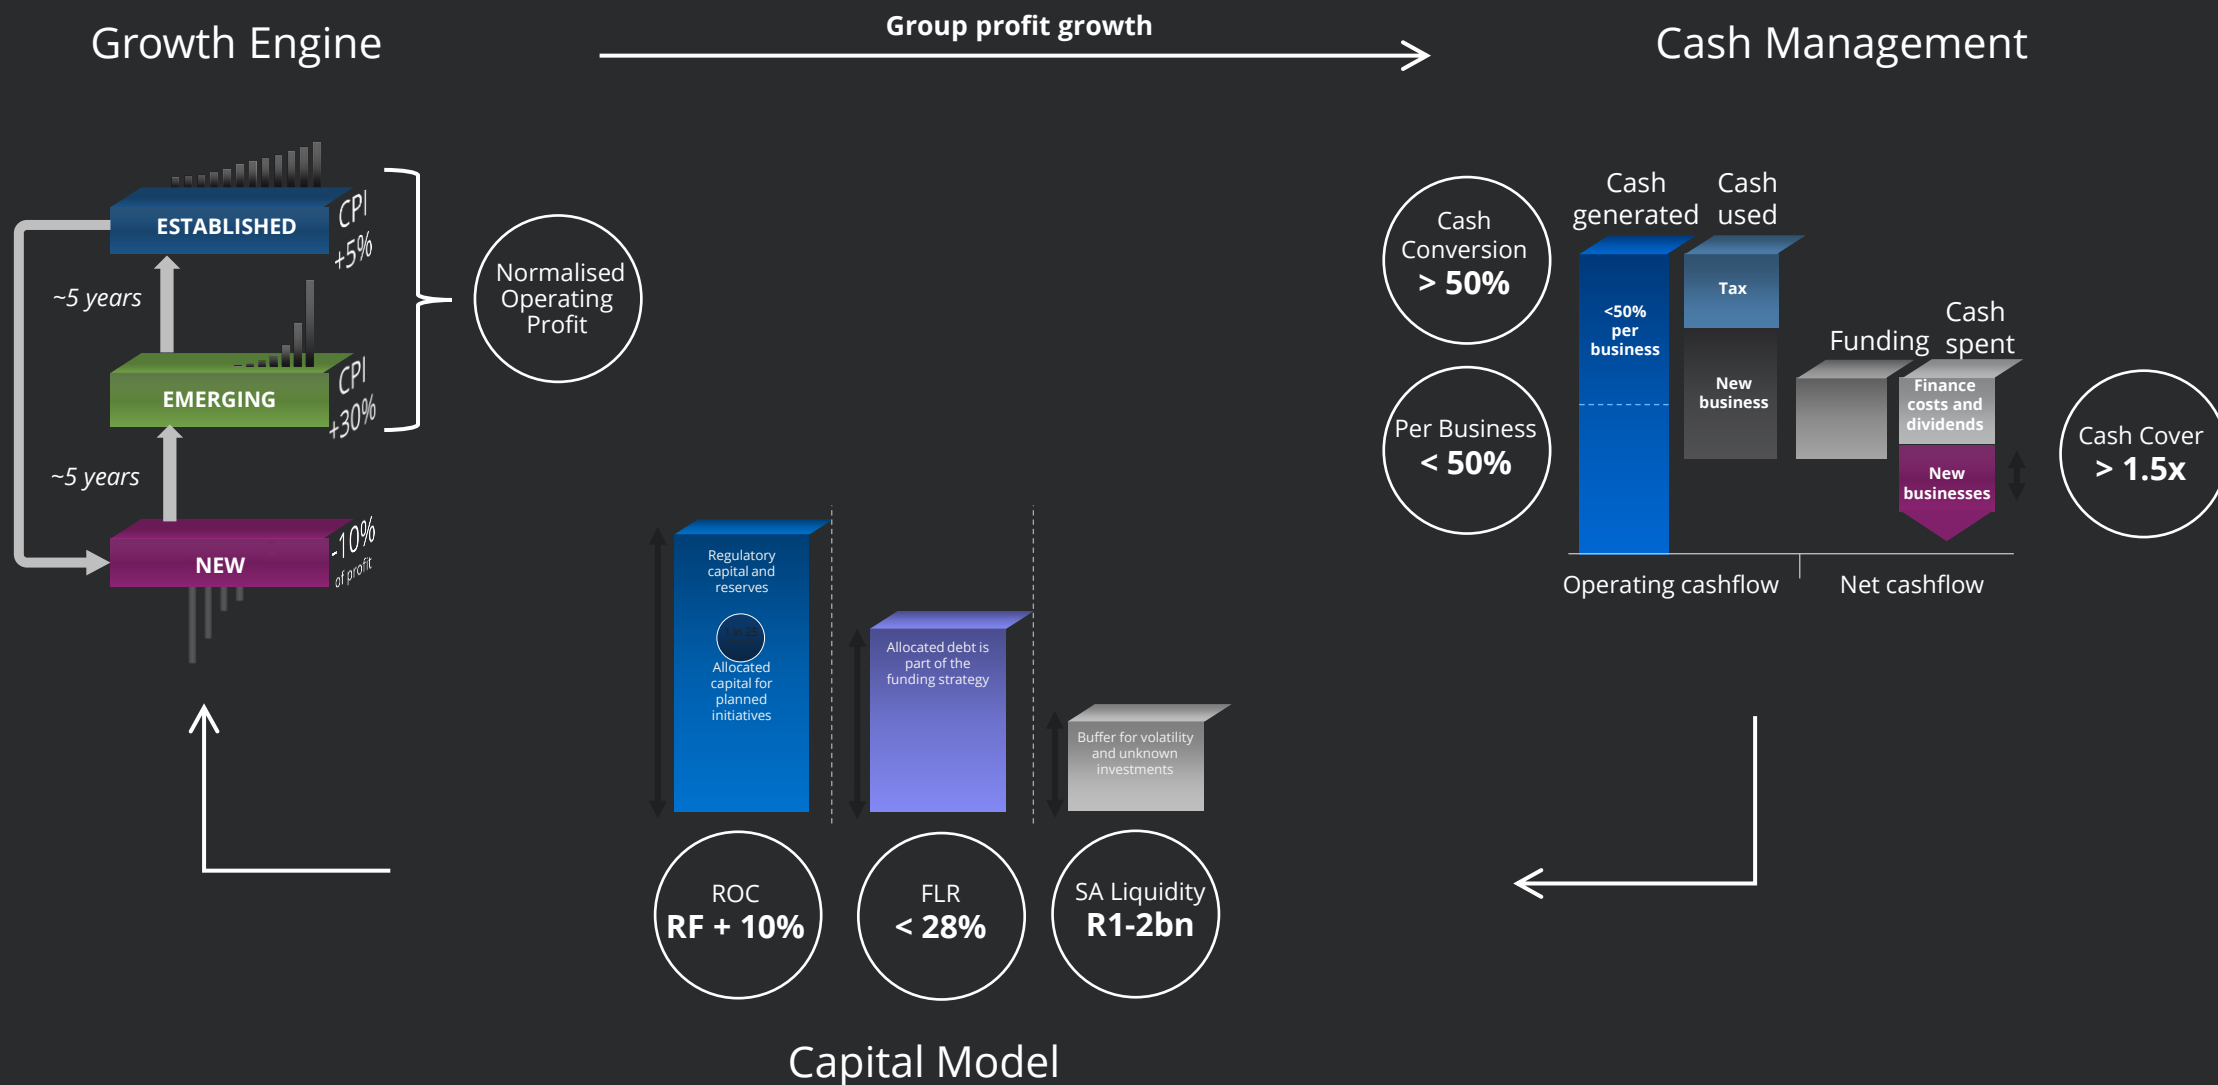 Growth Engine
Group profit growth
Cash Management
ESTABLISHED
CPI
+5%
~5 years
EMERGING
CPI
+30%
~5 years
NEW
-10%
of profit
Normalised
Operating
Profit
Cash
Conversion
> 50%
Per Business
< 50%
Cash
generated
Cash
used
<50%
per
business
Tax
New
business
Funding
Cash
spent
Finance
costs and
dividends
New
businesses
Cash Cover
> 1.5x
Operating cashflow
Net cashflow
Regulatory
capital and
reserves
Allocated
capital for
planned
initiatives
Allocated debt is
part of the
funding strategy
Buffer for volatility
and unknown
investments
ROC
RF + 10%
FLR
< 28%
SA Liquidity
R1-2bn
Capital Model